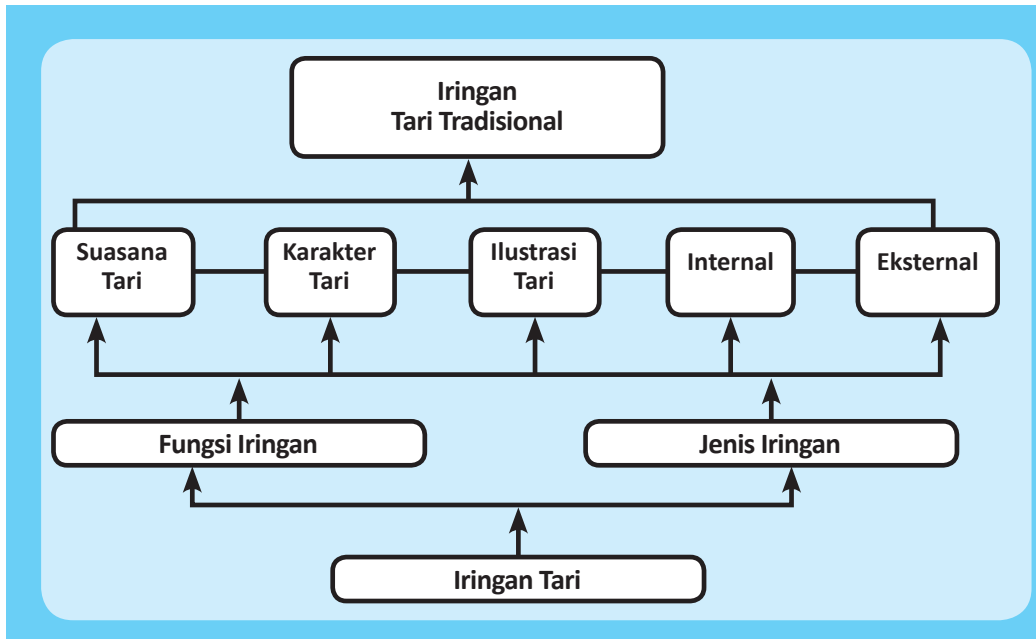 Iringan
Tari Tradisional
Suasana
Tari
Karakter
Tari
Ilustrasi
Tari
Internal
Eksternal
Fungsi Iringan
Jenis Iringan
Iringan Tari